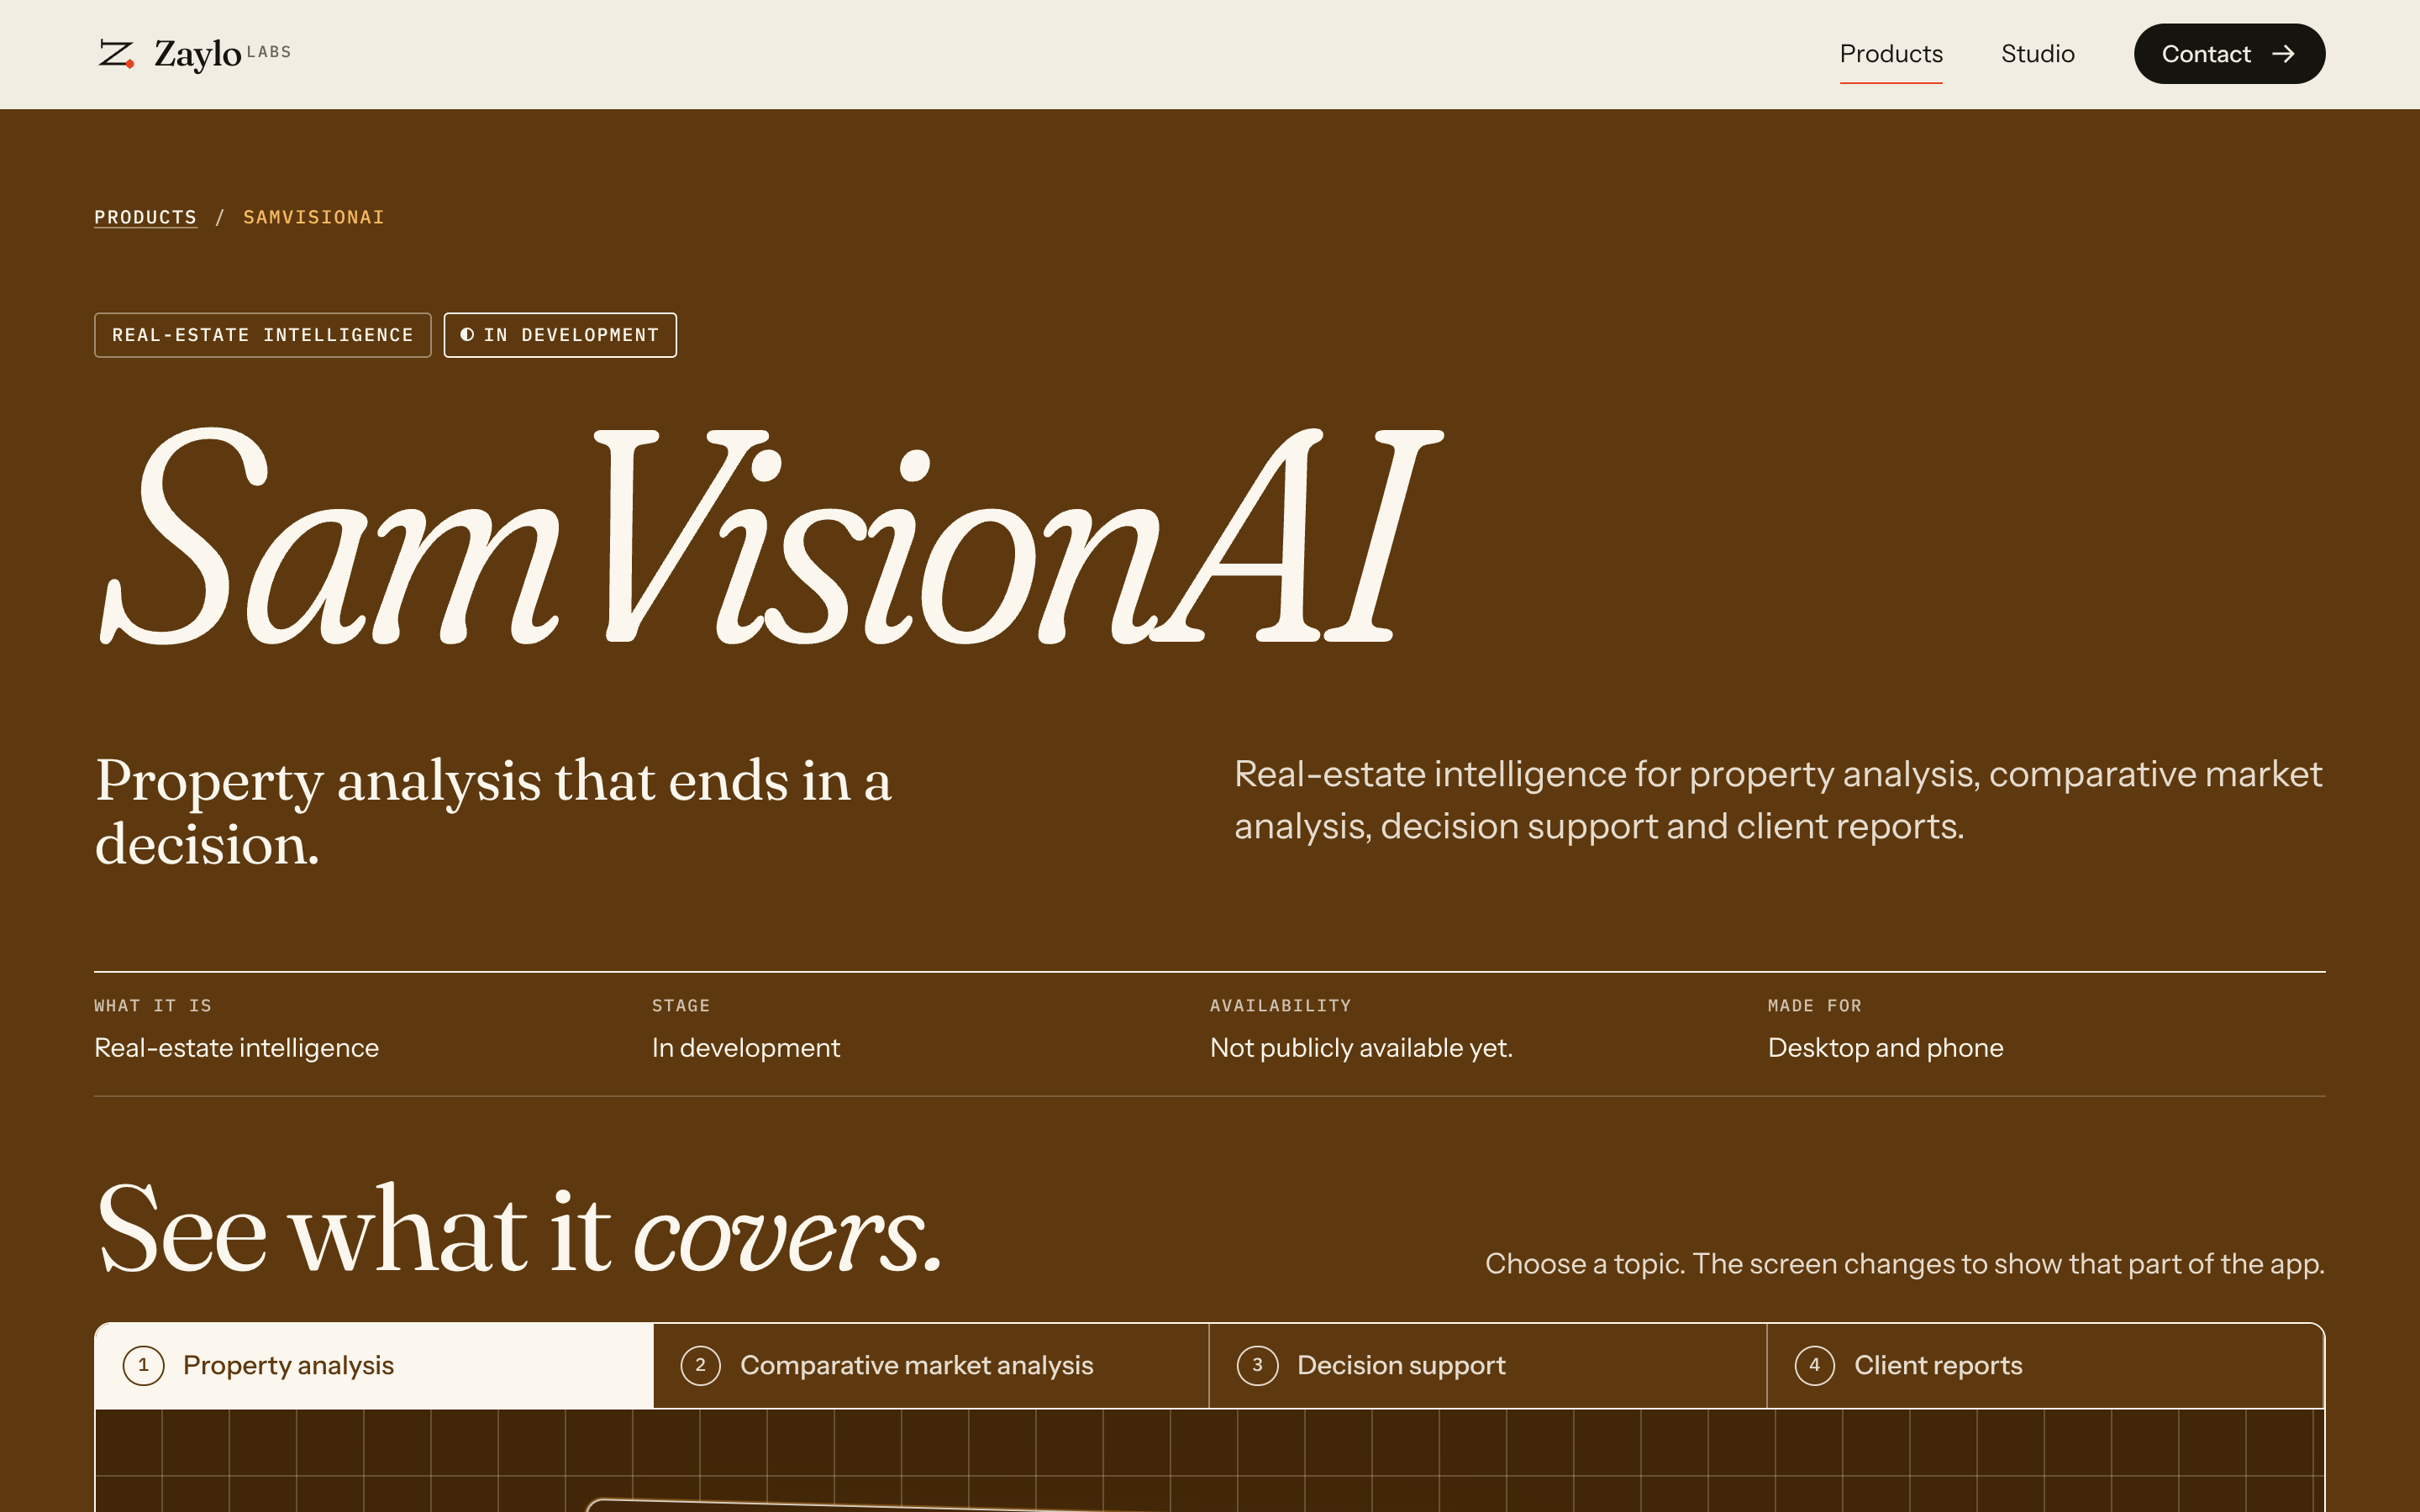 Zaylo LABS
Products
Studio
Contact →
PRODUCTS / SAMVISIONAI
REAL-ESTATE INTELLIGENCE
IN DEVELOPMENT
SamVisionAI
Property analysis that ends in a
decision.
Real-estate intelligence for property analysis, comparative market
analysis, decision support and client reports.
WHAT IT IS
Real-estate intelligence
STAGE
In development
AVAILABILITY
Not publicly available yet.
MADE FOR
Desktop and phone
See what it covers.
Choose a topic. The screen changes to show that part of the app.
1 Property analysis
2 Comparative market analysis
3 Decision support
4 Client reports